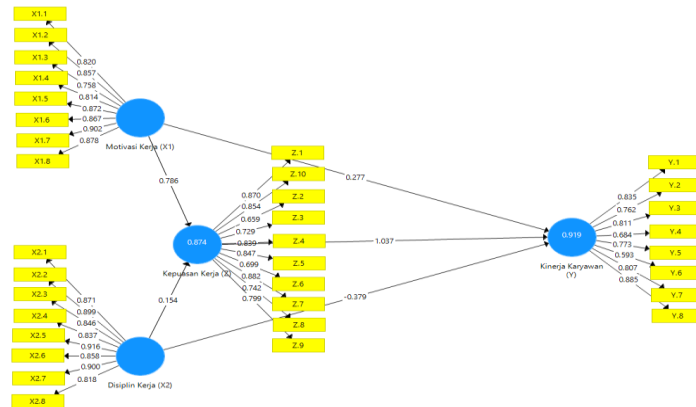 X1.1
X1.2
X1.3
X1.4
X1.5
X1.6
X1.7
X1.8
0.820
0.857
0.758
0.814
0.872
0.867
0.902
0.878
Motivasi Kerja (X1)
0.786
0.277
Z.1
Z.10
Z.2
Z.3
Z.4
Z.5
Z.6
Z.7
Z.8
Z.9
0.870
0.854
0.659
0.729
0.839
0.847
0.699
0.882
0.742
0.799
0.874
Kepuasan Kerja (Z)
1.037
0.154
-0.379
X2.1
X2.2
X2.3
X2.4
X2.5
X2.6
X2.7
X2.8
0.871
0.899
0.846
0.837
0.916
0.858
0.900
0.818
Disiplin Kerja (X2)
0.919
Kinerja Karyawan
(Y)
0.835
0.762
0.811
0.684
0.773
0.593
0.807
0.885
Y.1
Y.2
Y.3
Y.4
Y.5
Y.6
Y.7
Y.8